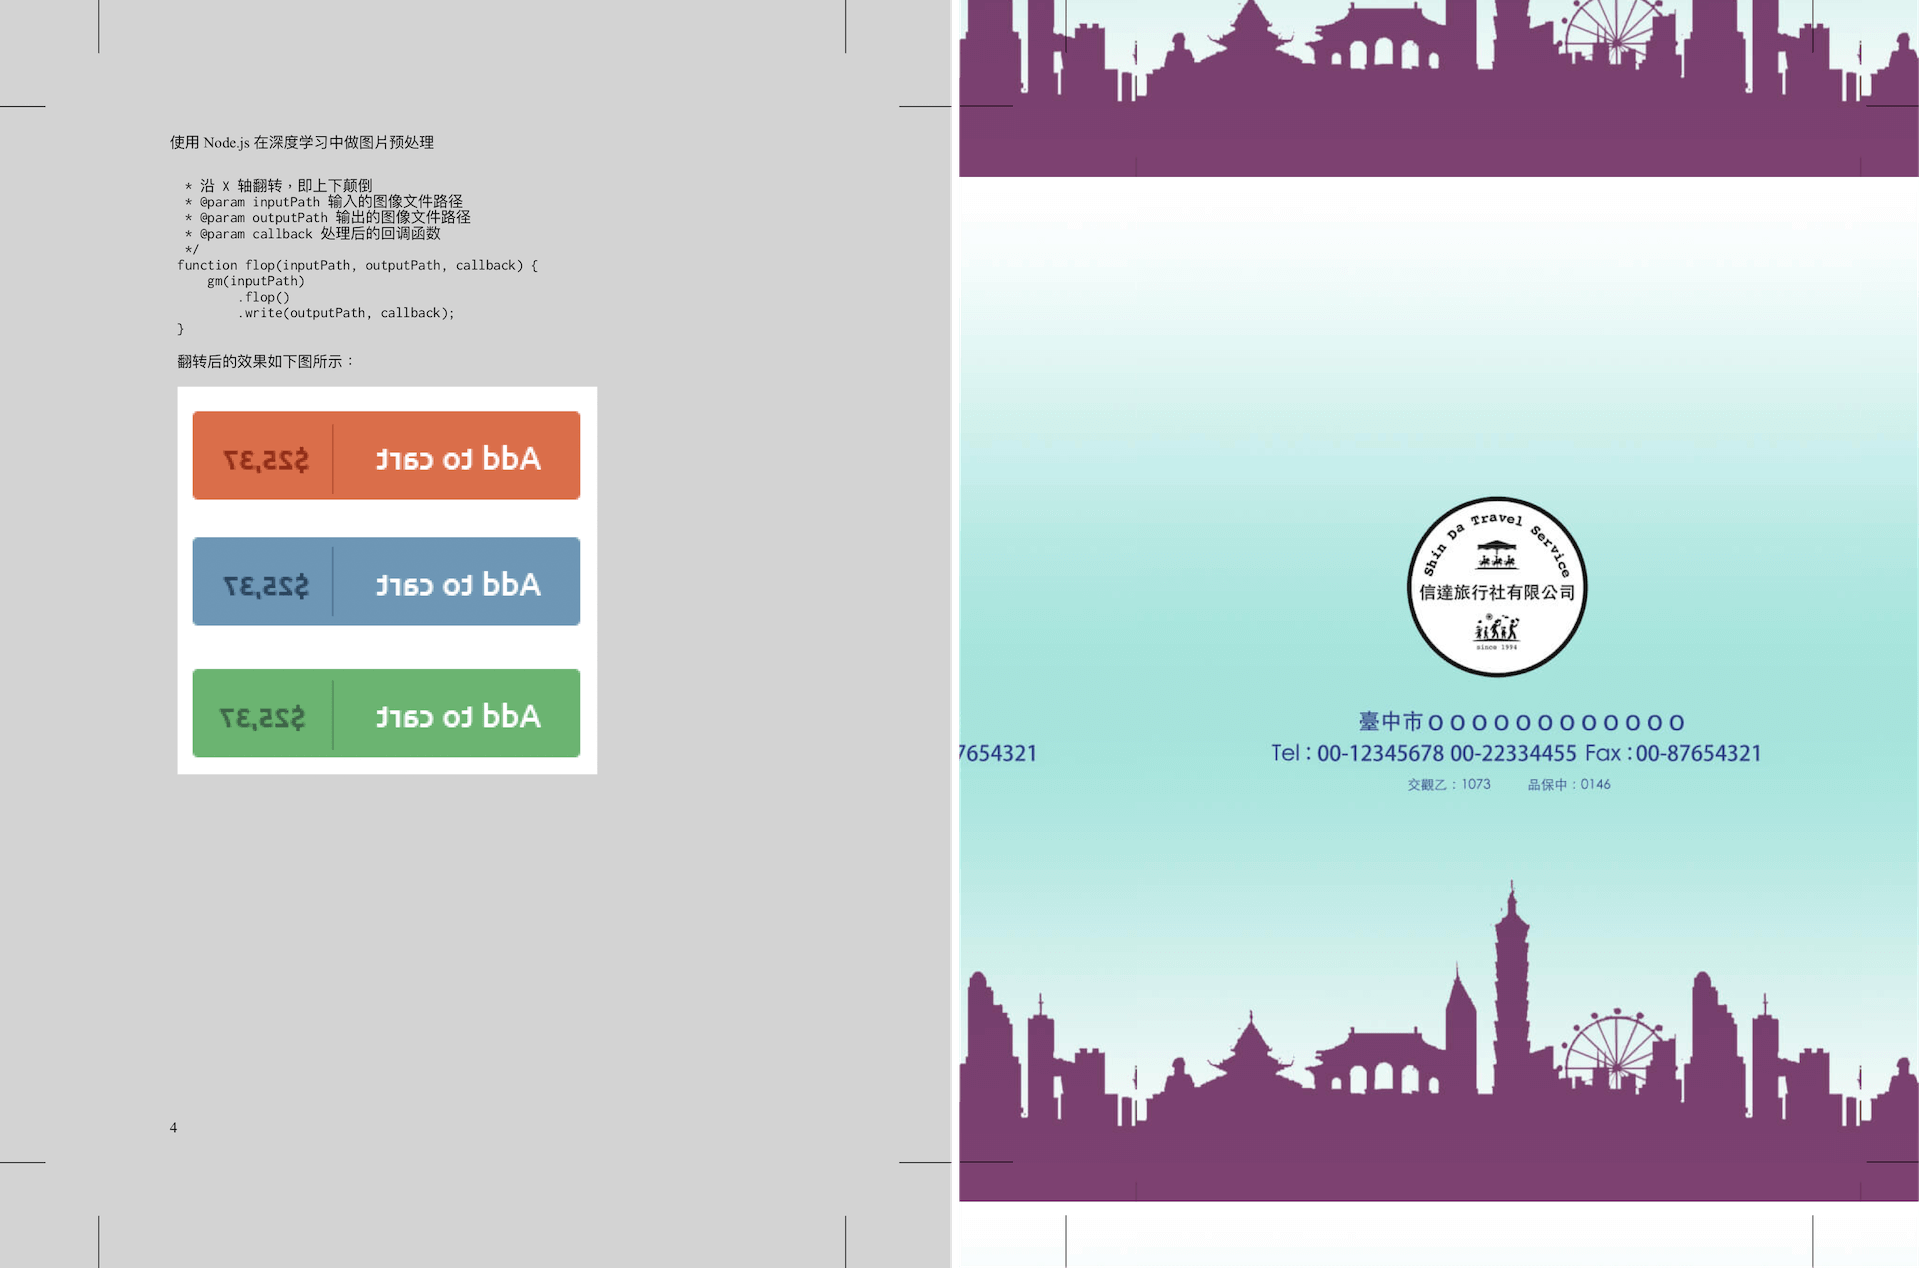 使用 Node.js 在深度学习中做图片预处理
* 沿 X 轴翻转，即上下颠倒
* @param inputPath 输入的图像文件路径
* @param outputPath 输出的图像文件路径
* @param callback 处理后的回调函数
*/
function flop(inputPath, outputPath, callback) {
gm(inputPath)
.flop()
.write(outputPath, callback);
}
翻转后的效果如下图所示：
$25,37 Add to cart
$25,37 Add to cart
$25,37 Add to cart
4
Shin Da Travel Service
信達旅行社有限公司
since 1994
臺中市OOOOOOOOOOOO
7654321
Tel：00-12345678 00-22334455 Fax：00-87654321
交觀乙：1073 品保中：0146